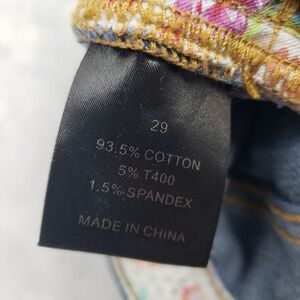 29
93.5% COTTON
5% T400
1.5% SPANDEX
MADE IN CHINA